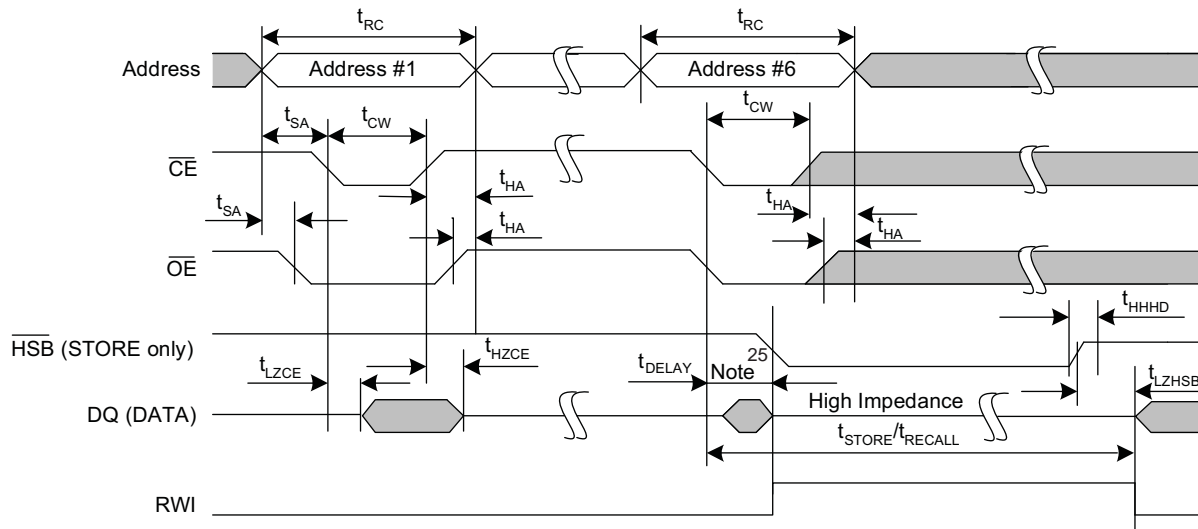 tRC tRC
Address Address #1 Address #6
tSA tCW tCW
CE
tHA
tSA tHA tHA
tHA
OE
tHHHD
HSB (STORE only)
tLZCE tHZCE tDELAY Note 25 tLZHSB
DQ (DATA) High Impedance
tSTORE/tRECALL
RWI